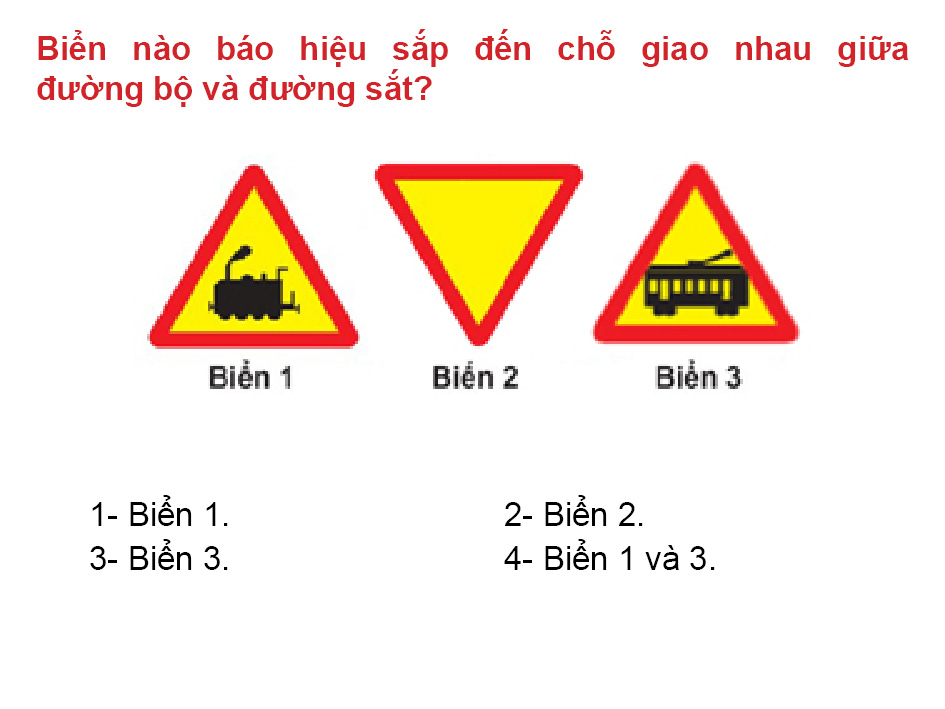 Biển nào báo hiệu sắp đến chỗ giao nhau giữa
đường bộ và đường sắt?
Biển 1
Biển 2
Biển 3
1- Biển 1.
2- Biển 2.
3- Biển 3.
4- Biển 1 và 3.